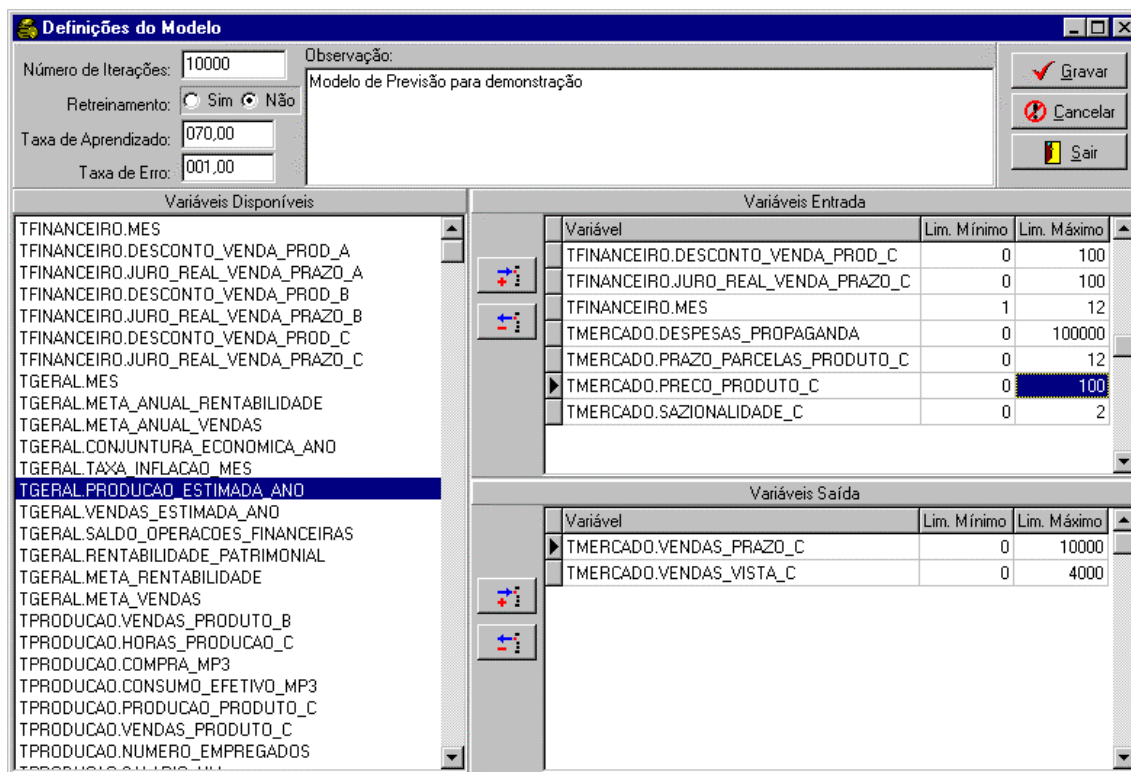 Definições do Modelo
Número de Iterações: 10000
Retreinamento: Sim Não
Taxa de Aprendizado: 070,00
Taxa de Erro: 001,00
Observação:
Modelo de Previsão para demonstração
Gravar
Cancelar
Sair
Variáveis Disponíveis
TFINANCEIRO.MES
TFINANCEIRO.DESCONTO_VENDA_PROD_A
TFINANCEIRO.JURO_REAL_VENDA_PRAZO_A
TFINANCEIRO.DESCONTO_VENDA_PROD_B
TFINANCEIRO.JURO_REAL_VENDA_PRAZO_B
TFINANCEIRO.DESCONTO_VENDA_PROD_C
TFINANCEIRO.JURO_REAL_VENDA_PRAZO_C
TGERAL.MES
TGERAL.META_ANUAL_RENTABILIDADE
TGERAL.META_ANUAL_VENDAS
TGERAL.CONJUNTURA_ECONOMICA_ANO
TGERAL.TAXA_INFLACAO_MES
TGERAL.PRODUCAO_ESTIMADA_ANO
TGERAL.VENDAS_ESTIMADA_ANO
TGERAL.SALDO_OPERACOES_FINANCEIRAS
TGERAL.RENTABILIDADE_PATRIMONIAL
TGERAL.META_RENTABILIDADE
TGERAL.META_VENDAS
TPRODUCAO.VENDAS_PRODUTO_B
TPRODUCAO.HORAS_PRODUCAO_C
TPRODUCAO.COMPRA_MP3
TPRODUCAO.CONSUMO_EFETIVO_MP3
TPRODUCAO.PRODUCAO_PRODUTO_C
TPRODUCAO.VENDAS_PRODUTO_C
TPRODUCAO.NUMERO_EMPREGADOS
Variáveis Entrada
Variável Lim. Mínimo Lim. Máximo
TFINANCEIRO.DESCONTO_VENDA_PROD_C 0 100
TFINANCEIRO.JURO_REAL_VENDA_PRAZO_C 0 100
TFINANCEIRO.MES 1 12
TMERCADO.DESPESAS_PROPAGANDA 0 100000
TMERCADO.PRAZO_PARCELAS_PRODUTO_C 0 12
TMERCADO.PRECO_PRODUTO_C 0 100
TMERCADO.SAZIONALIDADE_C 0 2
Variáveis Saída
Variável Lim. Mínimo Lim. Máximo
TMERCADO.VENDAS_PRAZO_C 0 10000
TMERCADO.VENDAS_VISTA_C 0 4000